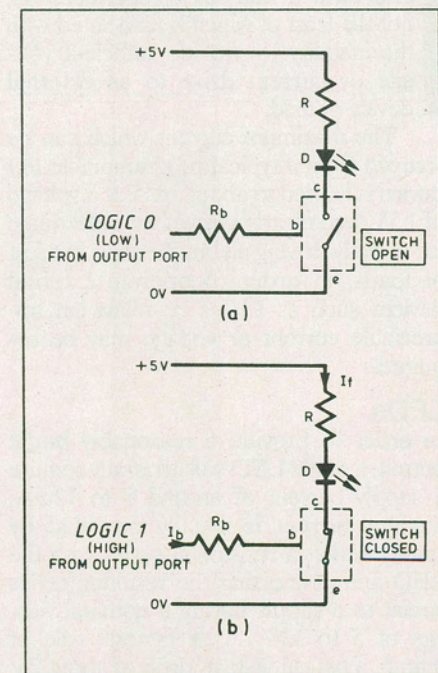 +5V
R
D
c
LOGIC 0
(LOW)
FROM OUTPUT PORT
Rb
b
SWITCH
OPEN
e
0V
(a)
+5V
If
R
D
c
LOGIC 1
(HIGH)
FROM OUTPUT PORT
Ib
Rb
b
SWITCH
CLOSED
e
0V
(b)